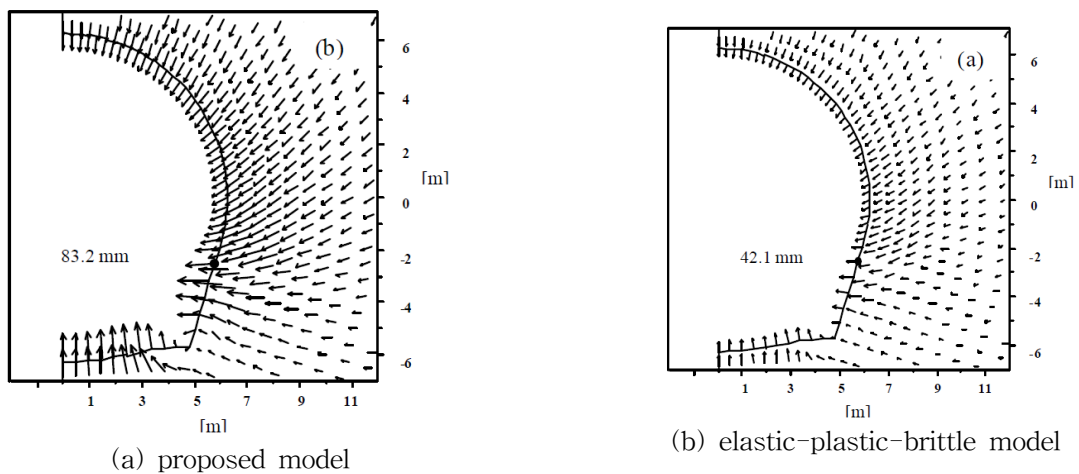 (b)
6
4
2
[m]
0
83.2 mm
-2
-4
-6
1 3 5 7 9 11
[m]
(a) proposed model
(a)
6
4
2
[m]
0
42.1 mm
-2
-4
-6
1 3 5 7 9 11
[m]
(b) elastic-plastic-brittle model